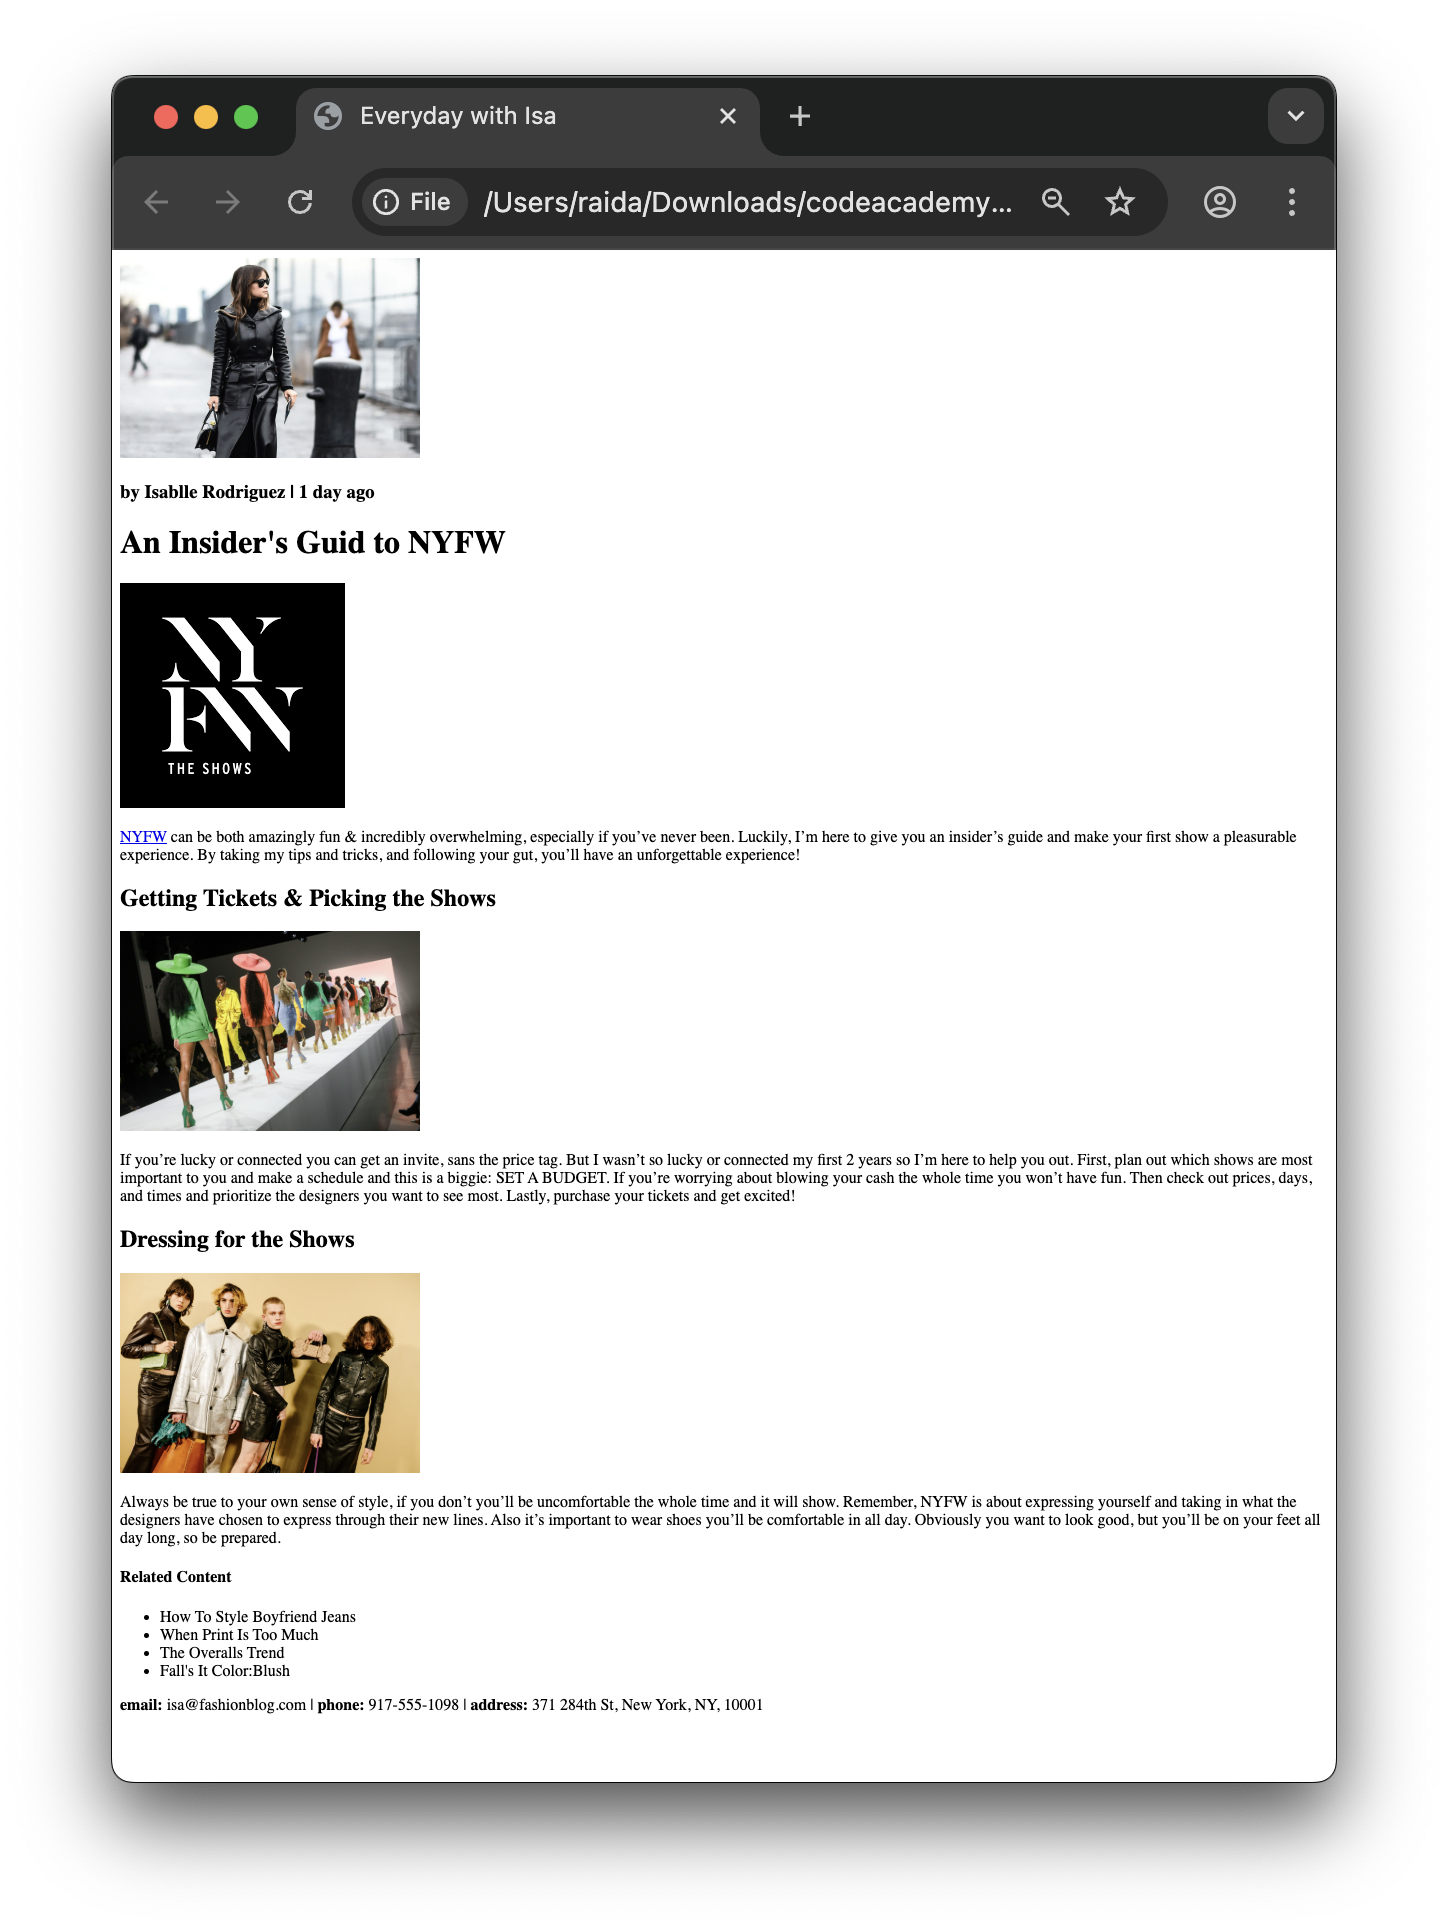 Everyday with Isa
File
/Users/raida/Downloads/codeacademy...
by Isablle Rodriguez | 1 day ago
An Insider's Guid to NYFW
NY
FW
THE SHOWS
NYFW can be both amazingly fun & incredibly overwhelming, especially if you’ve never been. Luckily, I’m here to give you an insider’s guide and make your first show a pleasurable
experience. By taking my tips and tricks, and following your gut, you’ll have an unforgettable experience!
Getting Tickets & Picking the Shows
If you’re lucky or connected you can get an invite, sans the price tag. But I wasn’t so lucky or connected my first 2 years so I’m here to help you out. First, plan out which shows are most
important to you and make a schedule and this is a biggie: SET A BUDGET. If you’re worrying about blowing your cash the whole time you won’t have fun. Then check out prices, days,
and times and prioritize the designers you want to see most. Lastly, purchase your tickets and get excited!
Dressing for the Shows
Always be true to your own sense of style, if you don’t you’ll be uncomfortable the whole time and it will show. Remember, NYFW is about expressing yourself and taking in what the
designers have chosen to express through their new lines. Also it’s important to wear shoes you’ll be comfortable in all day. Obviously you want to look good, but you’ll be on your feet all
day long, so be prepared.
Related Content
• How To Style Boyfriend Jeans
• When Print Is Too Much
• The Overalls Trend
• Fall's It Color:Blush
email: isa@fashionblog.com | phone: 917-555-1098 | address: 371 284th St, New York, NY, 10001